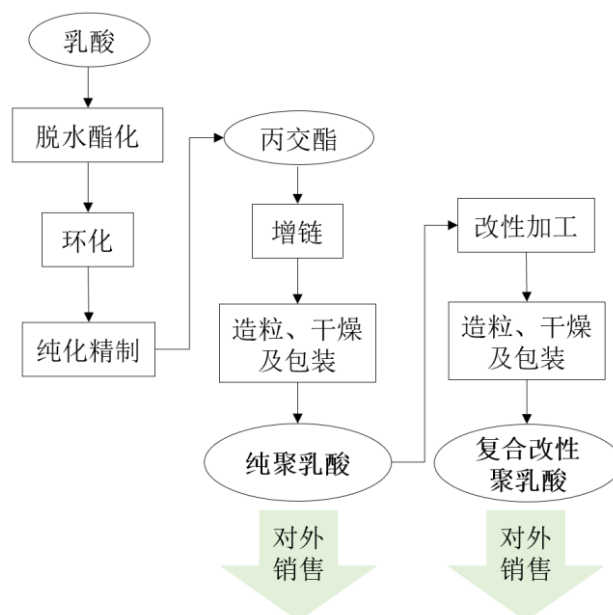 乳酸
脱水酯化
环化
纯化精制
丙交酯
增链
造粒、干燥
及包装
纯聚乳酸
对外
销售
改性加工
造粒、干燥
及包装
复合改性
聚乳酸
对外
销售